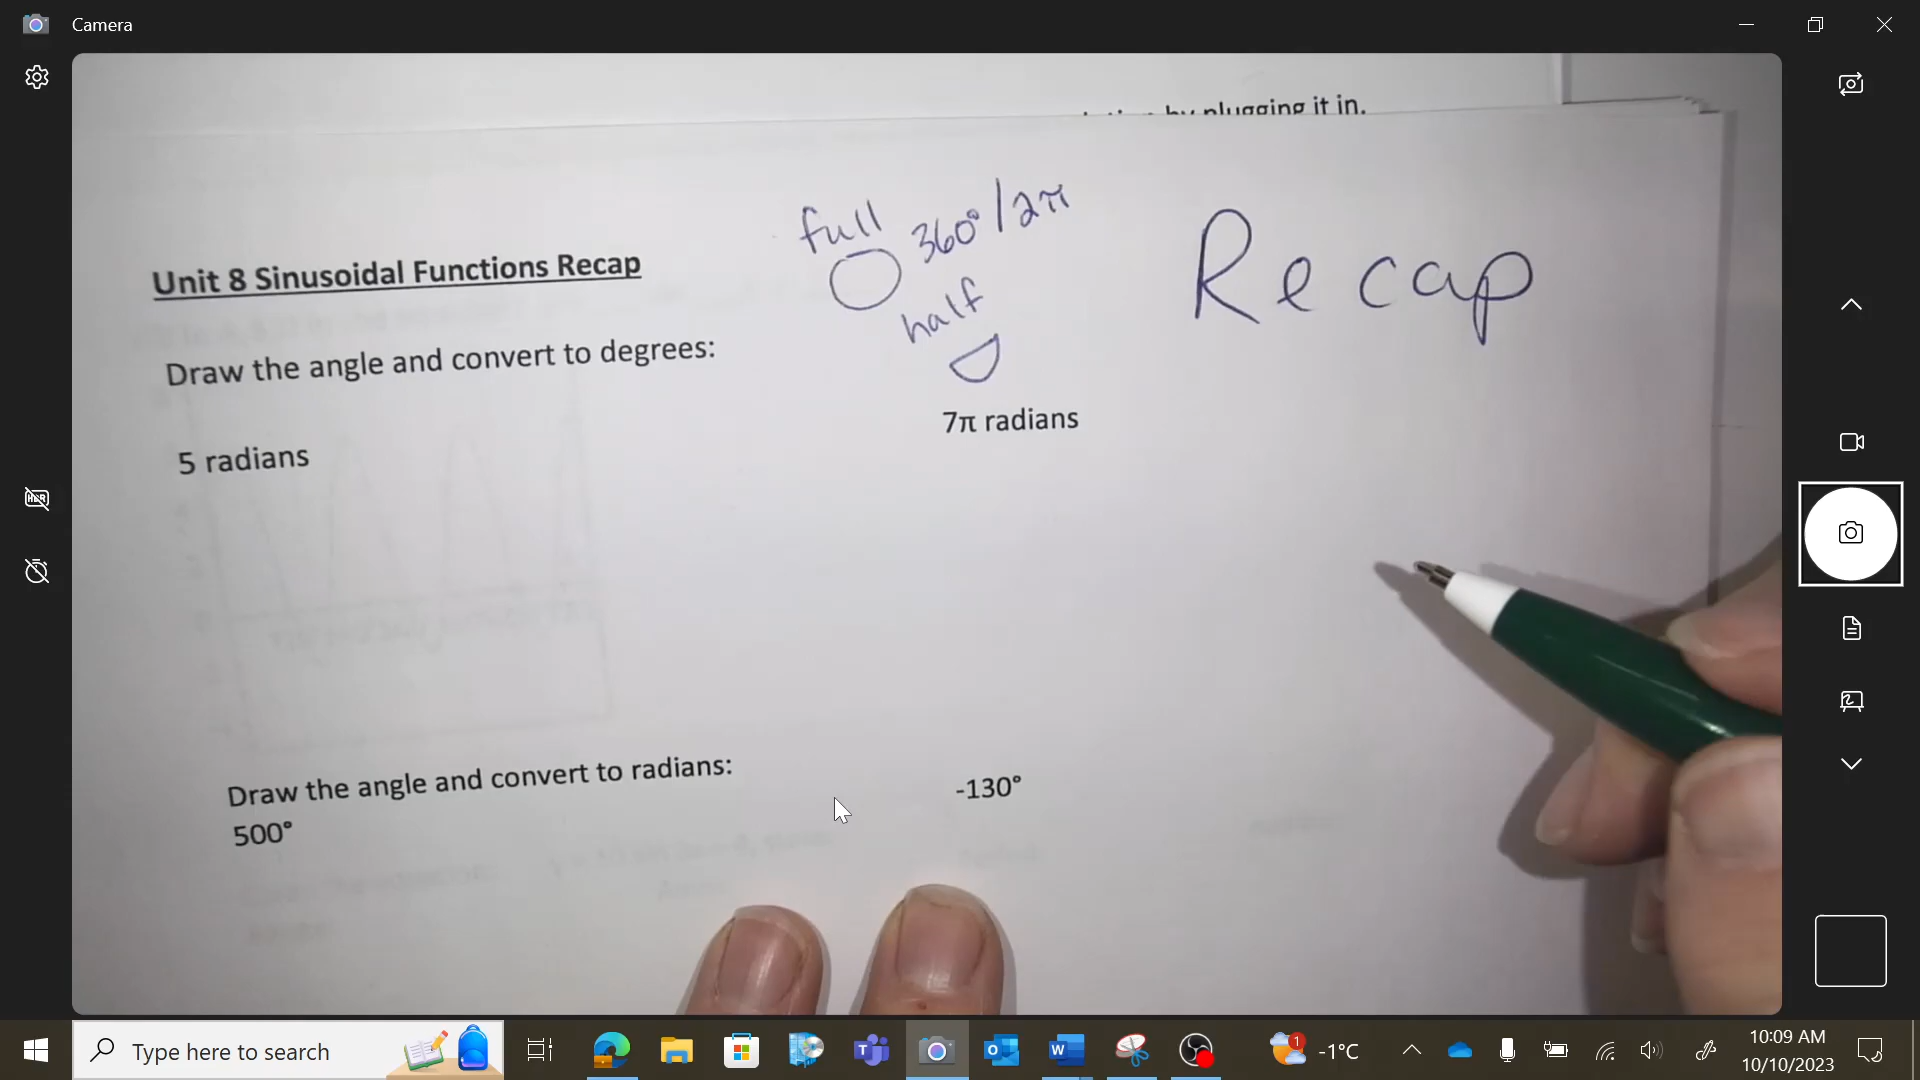 Camera
by plugging it in.
full 360°/2π
Recap
Unit 8 Sinusoidal Functions Recap
half
Draw the angle and convert to degrees:
7π radians
5 radians
Draw the angle and convert to radians:
-130°
500°
Type here to search
1
-1°C
10:09 AM
10/10/2023